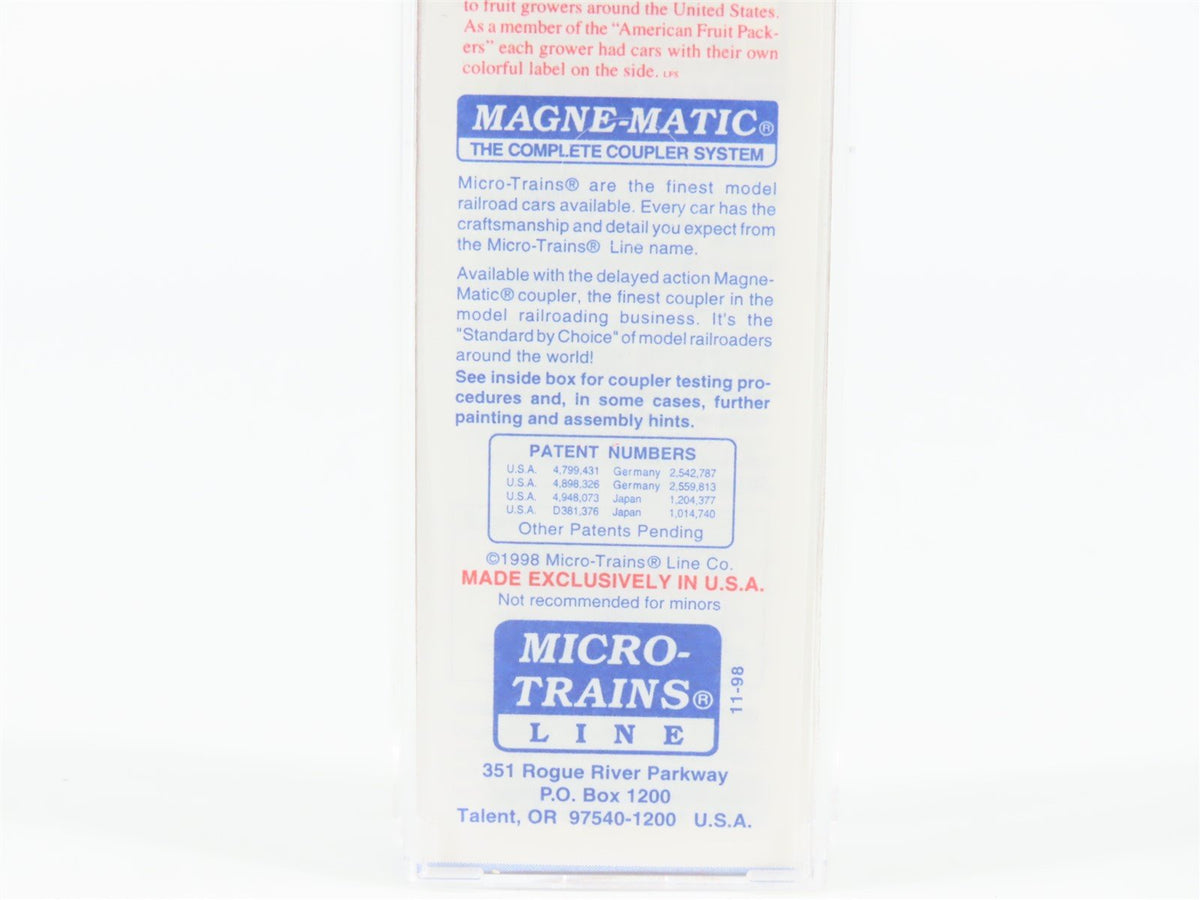 to fruit growers around the United States.
As a member of the "American Fruit Pack-
ers" each grower had cars with their own
colorful label on the side. LPS
MAGNE-MATIC®
THE COMPLETE COUPLER SYSTEM
Micro-Trains® are the finest model
railroad cars available. Every car has the
craftsmanship and detail you expect from
the Micro-Trains® Line name.
Available with the delayed action Magne-
Matic® coupler, the finest coupler in the
model railroading business. It's the
"Standard by Choice" of model railroaders
around the world!
See inside box for coupler testing pro-
cedures and, in some cases, further
painting and assembly hints.
PATENT NUMBERS
U.S.A. 4,799,431 Germany 2,542,787
U.S.A. 4,898,326 Germany 2,559,813
U.S.A. 4,948,073 Japan 1,204,377
U.S.A. D381,376 Japan 1,014,740
Other Patents Pending
©1998 Micro-Trains® Line Co.
MADE EXCLUSIVELY IN U.S.A.
Not recommended for minors
MICRO-
TRAINS®
LINE
11-98
351 Rogue River Parkway
P.O. Box 1200
Talent, OR 97540-1200 U.S.A.